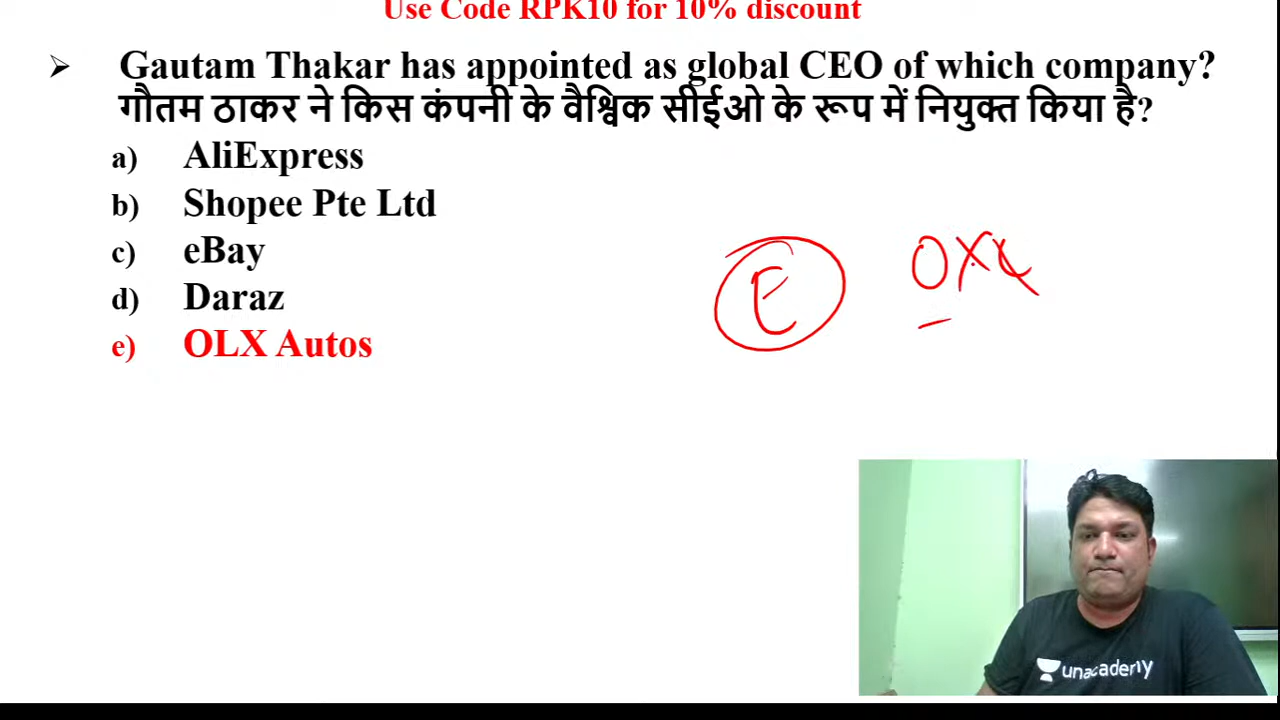 Use Code RPK10 for 10% discount
➢ Gautam Thakar has appointed as global CEO of which company?
गौतम ठाकर ने किस कंपनी के वैश्विक सीईओ के रूप में नियुक्त किया है?
a) AliExpress
b) Shopee Pte Ltd
c) eBay
d) Daraz
e) OLX Autos
E
unacademy